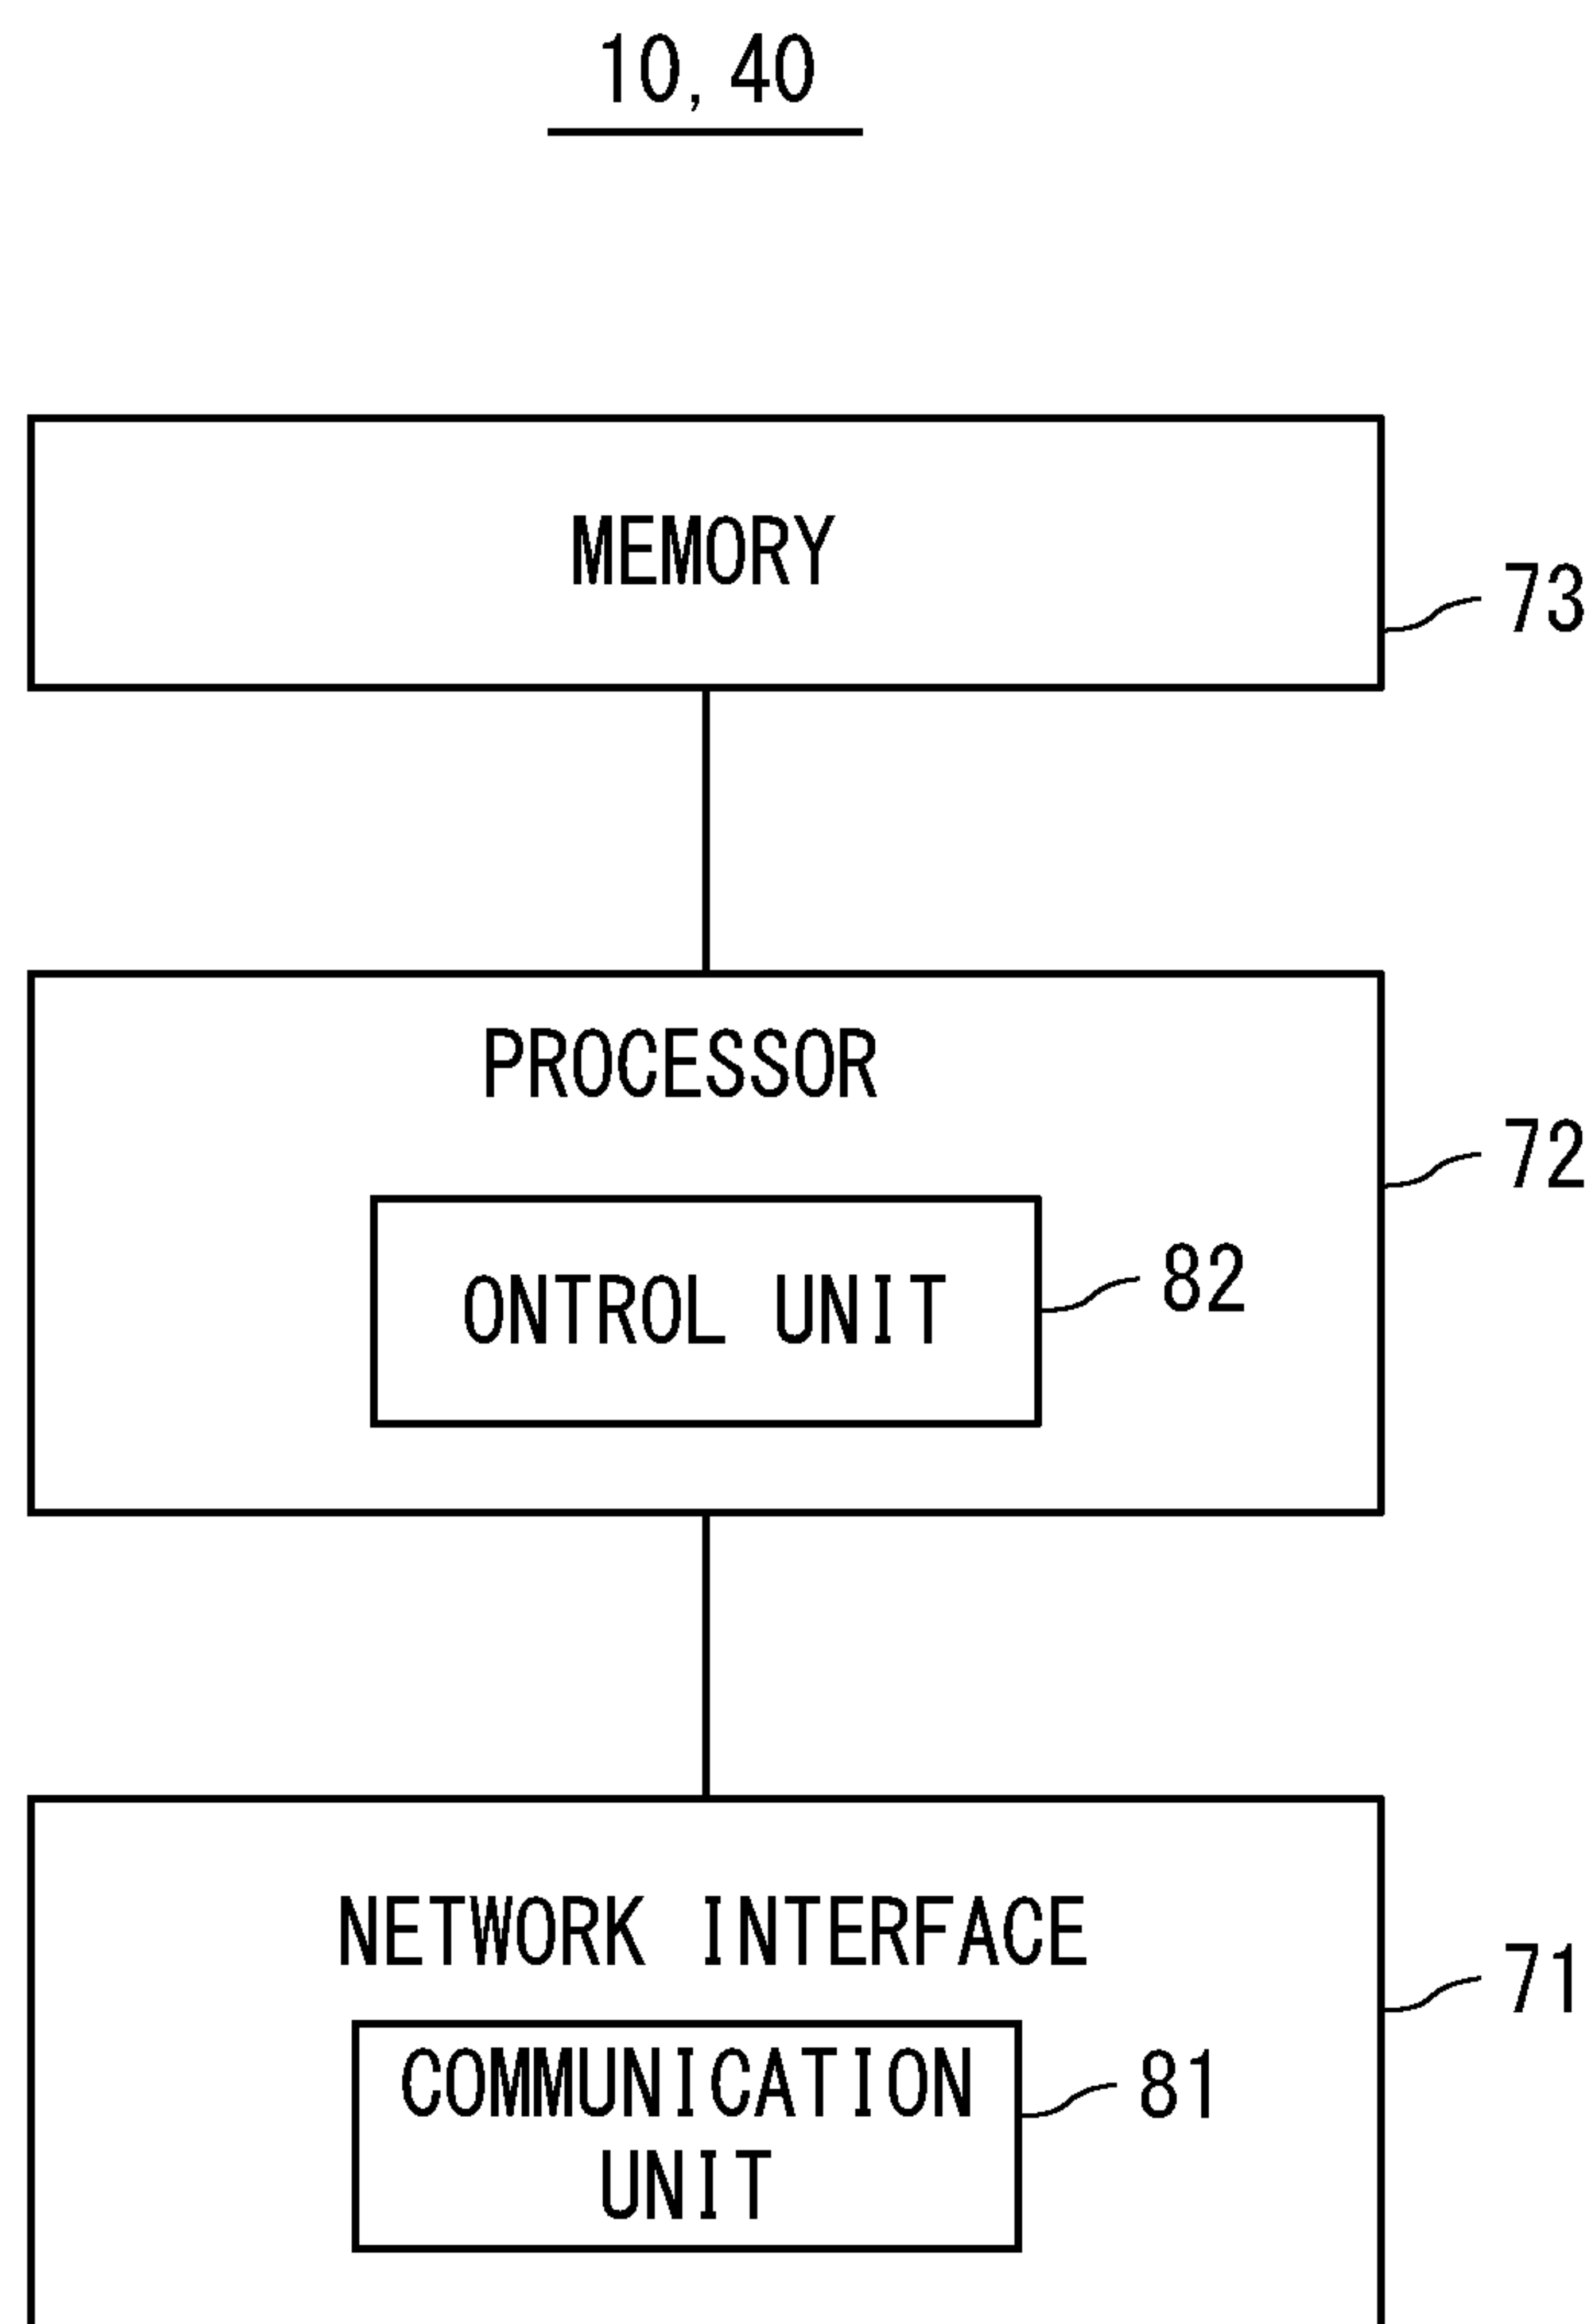 10, 40
MEMORY
73
PROCESSOR
72
ONTROL UNIT
82
NETWORK INTERFACE
71
COMMUNICATION
UNIT
81